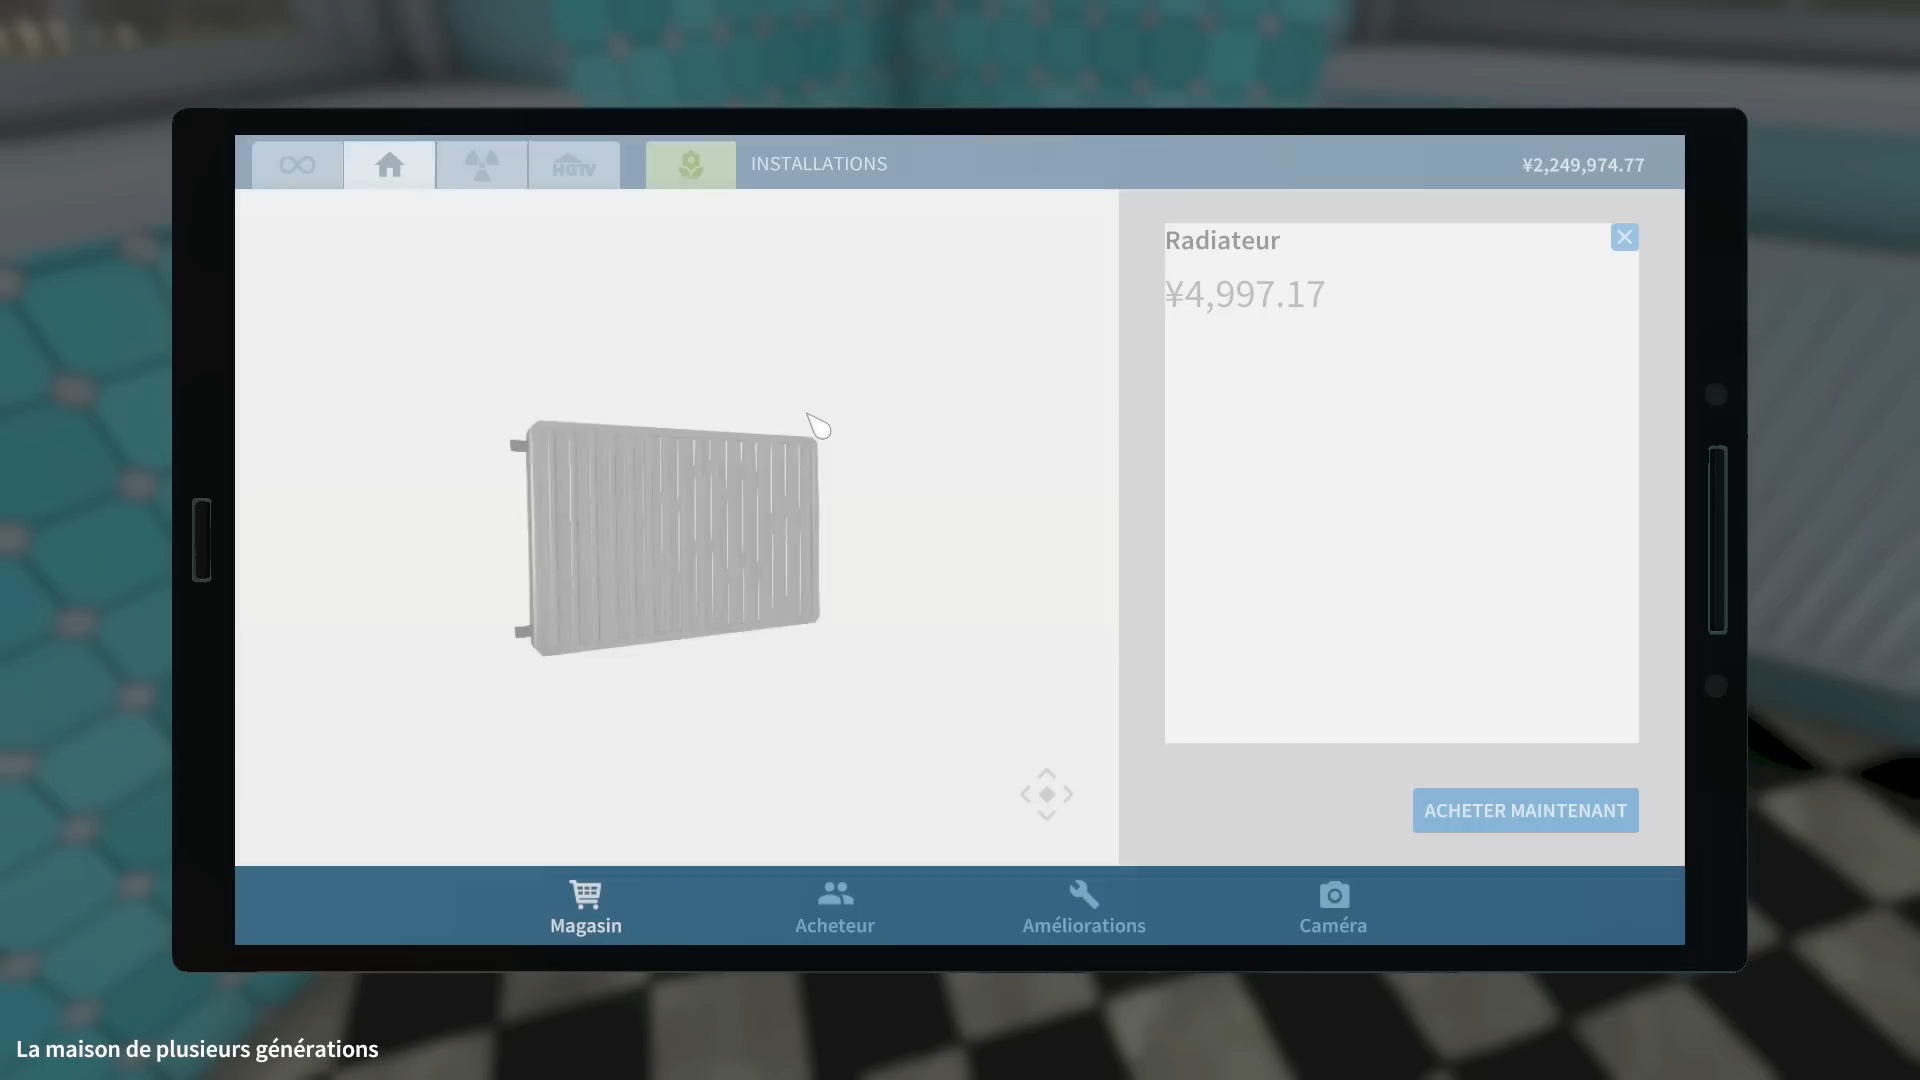 HGTV
INSTALLATIONS
¥2,249,974.77
Radiateur
¥4,997.17
ACHETER MAINTENANT
Magasin
Acheteur
Améliorations
Caméra
La maison de plusieurs générations